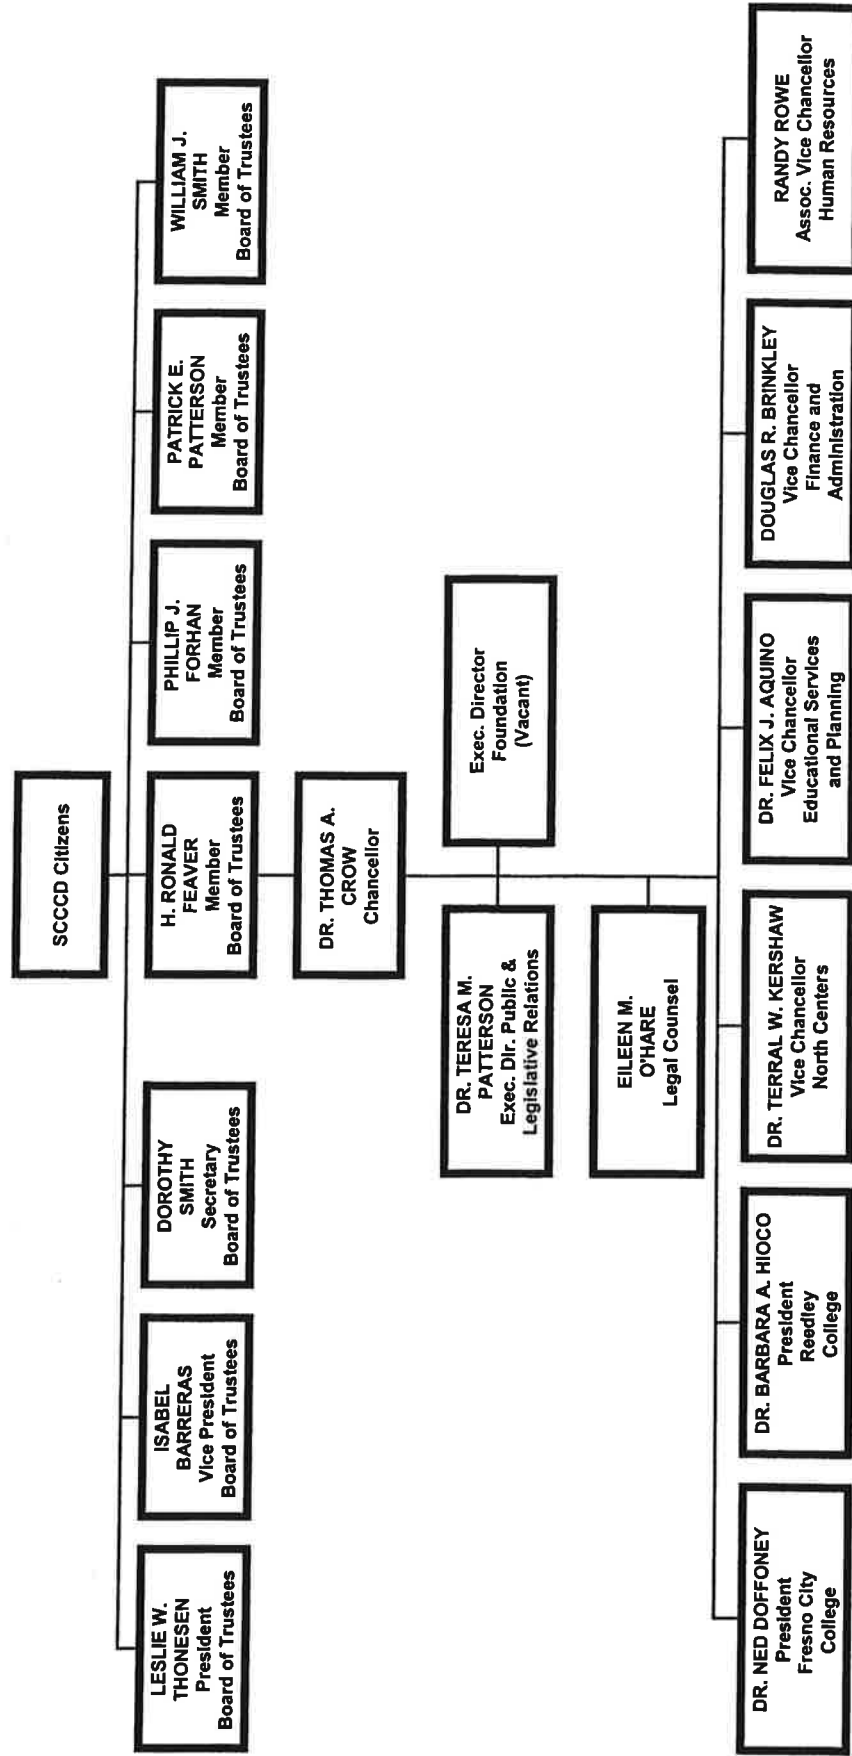 SCCCD Citizens
LESLIE W.
THONESEN
President
Board of Trustees
ISABEL
BARRERAS
Vice President
Board of Trustees
DOROTHY
SMITH
Secretary
Board of Trustees
H. RONALD
FEAVER
Member
Board of Trustees
PHILLIP J.
FORHAN
Member
Board of Trustees
PATRICK E.
PATTERSON
Member
Board of Trustees
WILLIAM J.
SMITH
Member
Board of Trustees
DR. THOMAS A.
CROW
Chancellor
DR. TERESA M.
PATTERSON
Exec. Dir. Public &
Legislative Relations
Exec. Director
Foundation
(Vacant)
EILEEN M.
O'HARE
Legal Counsel
DR. NED DOFFONEY
President
Fresno City
College
DR. BARBARA A. HIOCO
President
Reedley
College
DR. TERRAL W. KERSHAW
Vice Chancellor
North Centers
DR. FELIX J. AQUINO
Vice Chancellor
Educational Services
and Planning
DOUGLAS R. BRINKLEY
Vice Chancellor
Finance and
Administration
RANDY ROWE
Assoc. Vice Chancellor
Human Resources